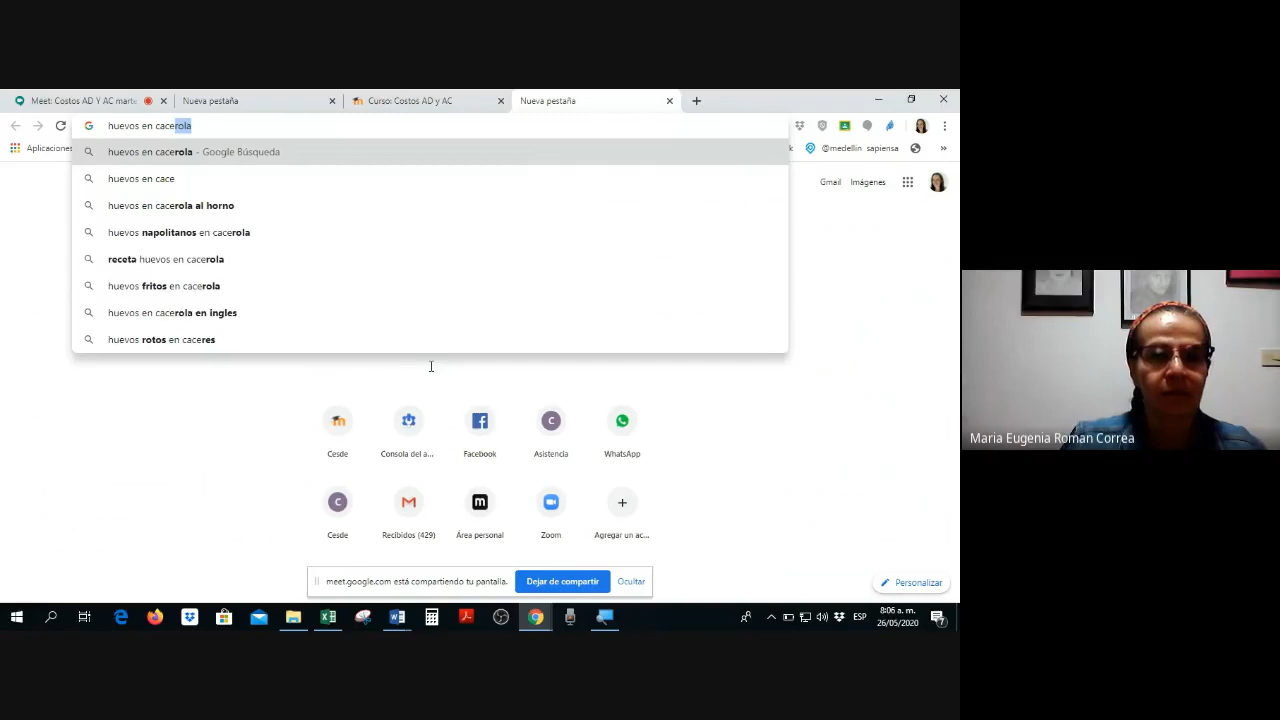 Meet: Costos AD Y AC marte
Nueva pestaña
Curso: Costos AD y AC
Nueva pestaña
huevos en cacerola
Aplicaciones
@medellin sapiensa
»
huevos en cacerola - Google Búsqueda
huevos en cace
huevos en cacerola al horno
huevos napolitanos en cacerola
receta huevos en cacerola
huevos fritos en cacerola
huevos en cacerola en ingles
huevos rotos en caceres
Gmail
Imágenes
Cesde
Consola del a...
Facebook
Asistencia
WhatsApp
Cesde
Recibidos (429)
Área personal
Zoom
Agregar un ac...
meet.google.com está compartiendo tu pantalla.
Dejar de compartir
Ocultar
Personalizar
ESP
8:06 a. m.
26/05/2020
7
Maria Eugenia Roman Correa